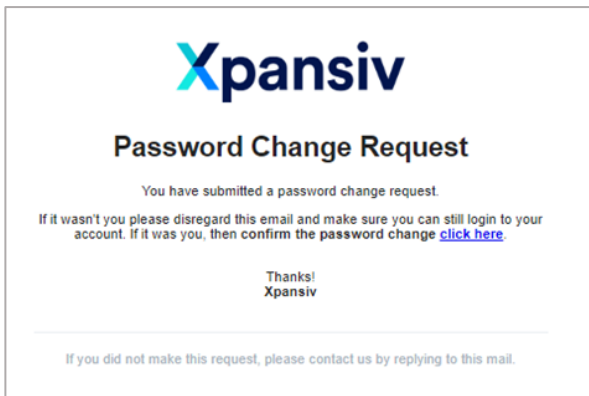 Xpansiv
Password Change Request
You have submitted a password change request.
If it wasn't you please disregard this email and make sure you can still login to your
account. If it was you, then confirm the password change click here.
Thanks!
Xpansiv
If you did not make this request, please contact us by replying to this mail.